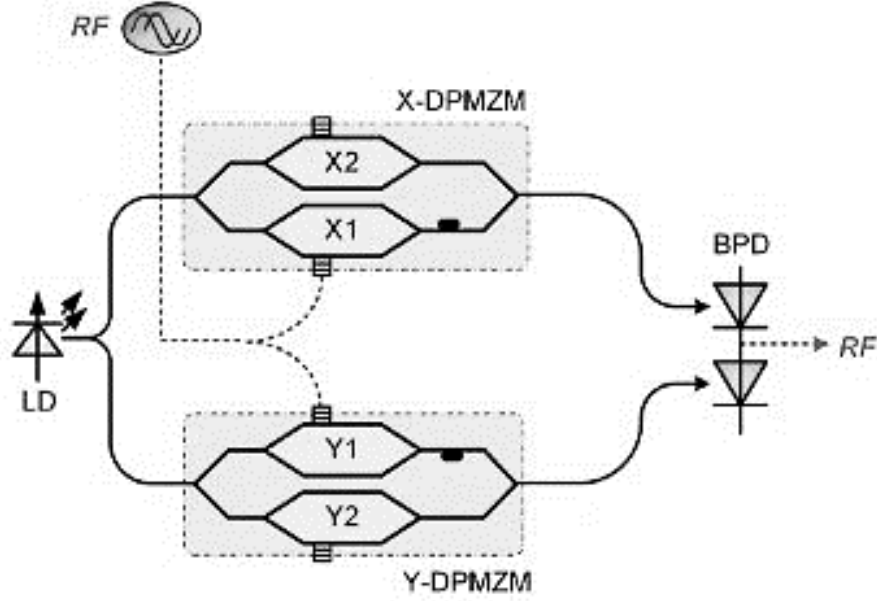 RF
X-DPMZM
X2
X1
BPD
RF
LD
Y1
Y2
Y-DPMZM